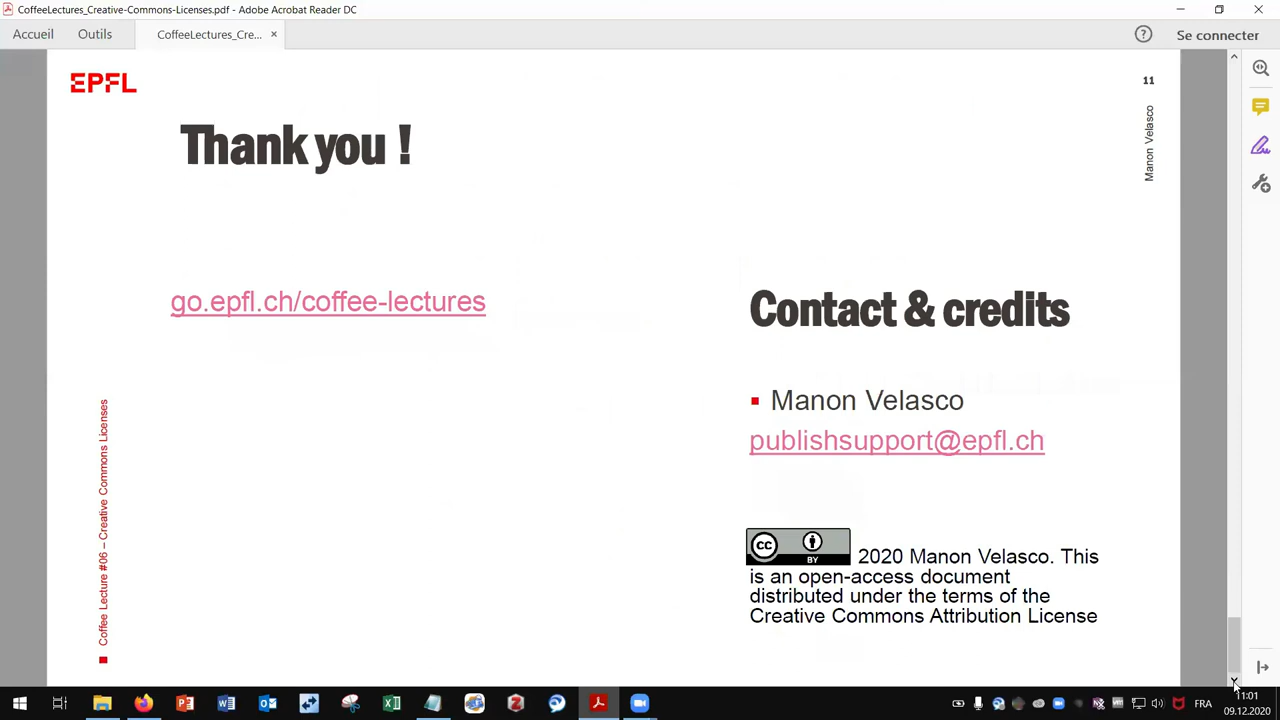 CoffeeLectures_Creative-Commons-Licenses.pdf - Adobe Acrobat Reader DC
Accueil
Outils
CoffeeLectures_Cre...
Se connecter
EPFL
11
Manon Velasco
Thank you !
go.epfl.ch/coffee-lectures
Contact & credits
Manon Velasco
publishsupport@epfl.ch
CC BY 2020 Manon Velasco. This
is an open-access document
distributed under the terms of the
Creative Commons Attribution License
Coffee Lecture #06 – Creative Commons Licenses
FRA
11:01
09.12.2020